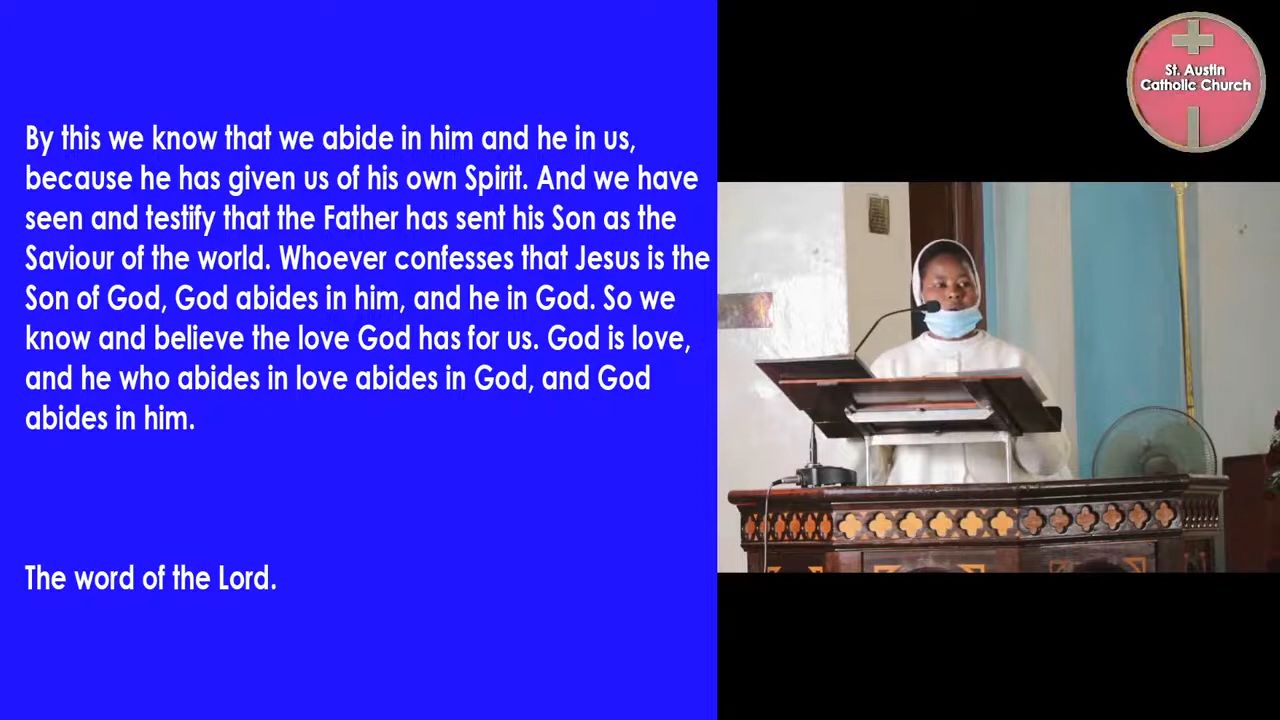 By this we know that we abide in him and he in us,
because he has given us of his own Spirit. And we have
seen and testify that the Father has sent his Son as the
Saviour of the world. Whoever confesses that Jesus is the
Son of God, God abides in him, and he in God. So we
know and believe the love God has for us. God is love,
and he who abides in love abides in God, and God
abides in him.
The word of the Lord.
St. Austin
Catholic Church